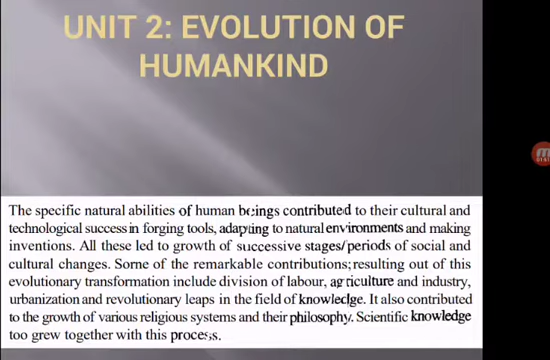 UNIT 2: EVOLUTION OF
HUMANKIND
The specific natural abilities of human beings contributed to their cultural and
technological success in forging tools, adapting to natural environments and making
inventions. All these led to growth of successive stages/periods of social and
cultural changes. Some of the remarkable contributions; resulting out of this
evolutionary transformation include division of labour, agriculture and industry,
urbanization and revolutionary leaps in the field of knowledge. It also contributed
to the growth of various religious systems and their philosophy. Scientific knowledge
too grew together with this process.